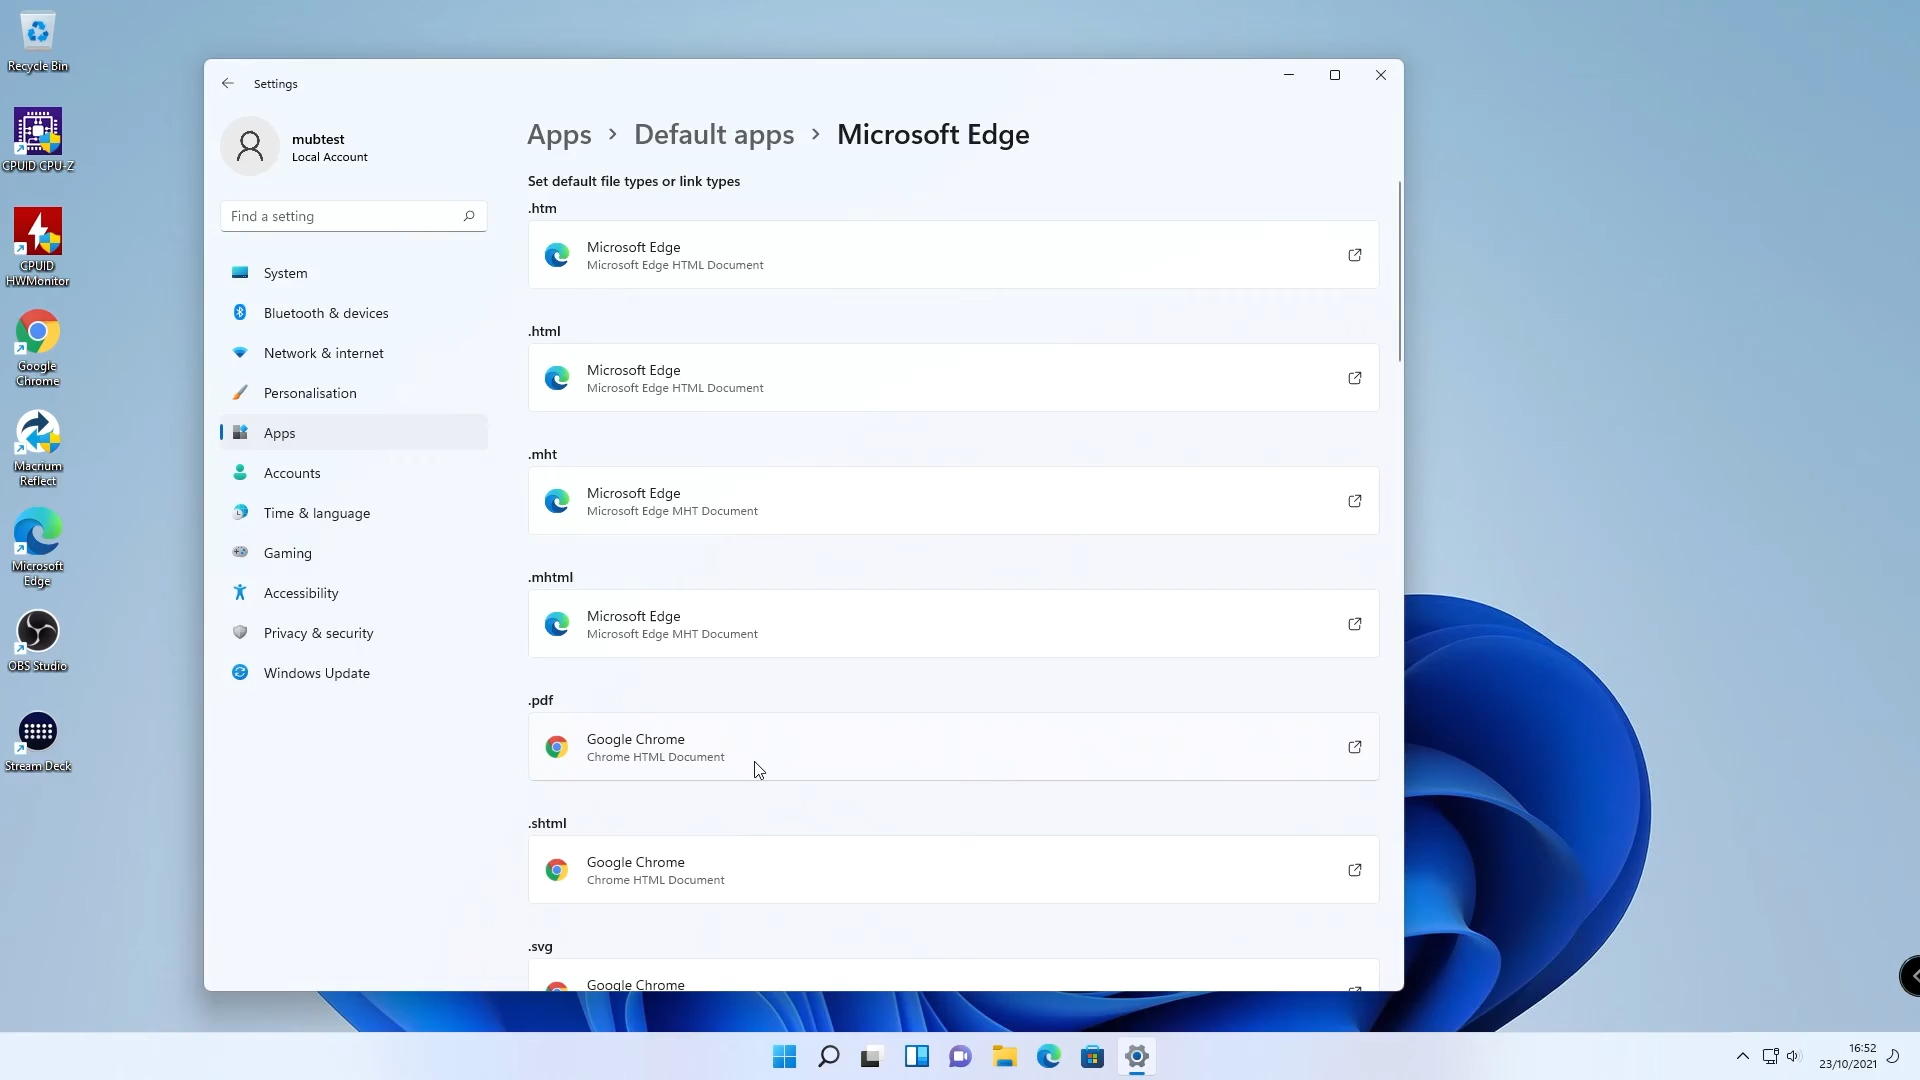 Recycle Bin
CPUID CPU-Z
CPUID
HWMonitor
Google
Chrome
Macrium
Reflect
Microsoft
Edge
OBS Studio
Stream Deck
Settings
mubtest
Local Account
Find a setting
System
Bluetooth & devices
Network & internet
Personalisation
Apps
Accounts
Time & language
Gaming
Accessibility
Privacy & security
Windows Update
Apps > Default apps > Microsoft Edge
Set default file types or link types
.htm
Microsoft Edge
Microsoft Edge HTML Document
.html
Microsoft Edge
Microsoft Edge HTML Document
.mht
Microsoft Edge
Microsoft Edge MHT Document
.mhtml
Microsoft Edge
Microsoft Edge MHT Document
.pdf
Google Chrome
Chrome HTML Document
.shtml
Google Chrome
Chrome HTML Document
.svg
Google Chrome
16:52
23/10/2021